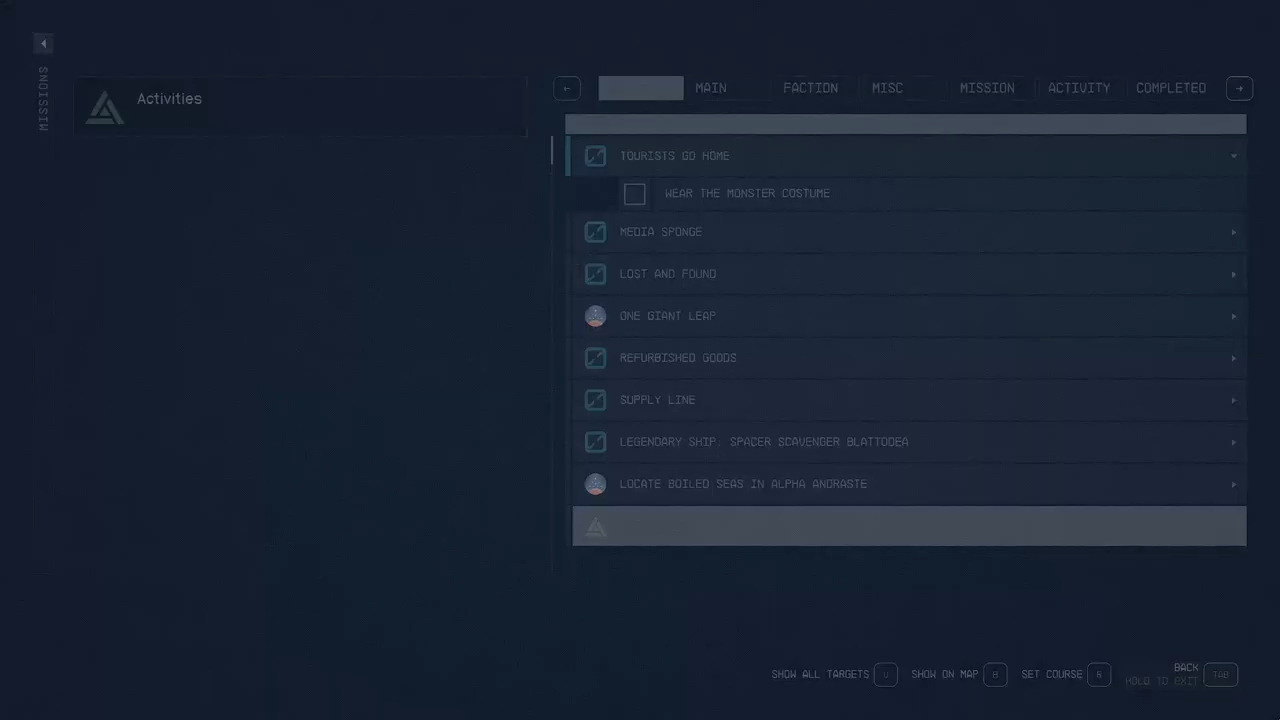 MISSIONS
Activities
MAIN
FACTION
MISC
MISSION
ACTIVITY
COMPLETED
TOURISTS GO HOME
WEAR THE MONSTER COSTUME
MEDIA SPONGE
LOST AND FOUND
ONE GIANT LEAP
REFURBISHED GOODS
SUPPLY LINE
LEGENDARY SHIP: SPACER SCAVENGER BLATTODEA
LOCATE BOILED SEAS IN ALPHA ANDRASTE
SHOW ALL TARGETS
SHOW ON MAP
SET COURSE R
BACK
HOLD TO EXIT
TAB